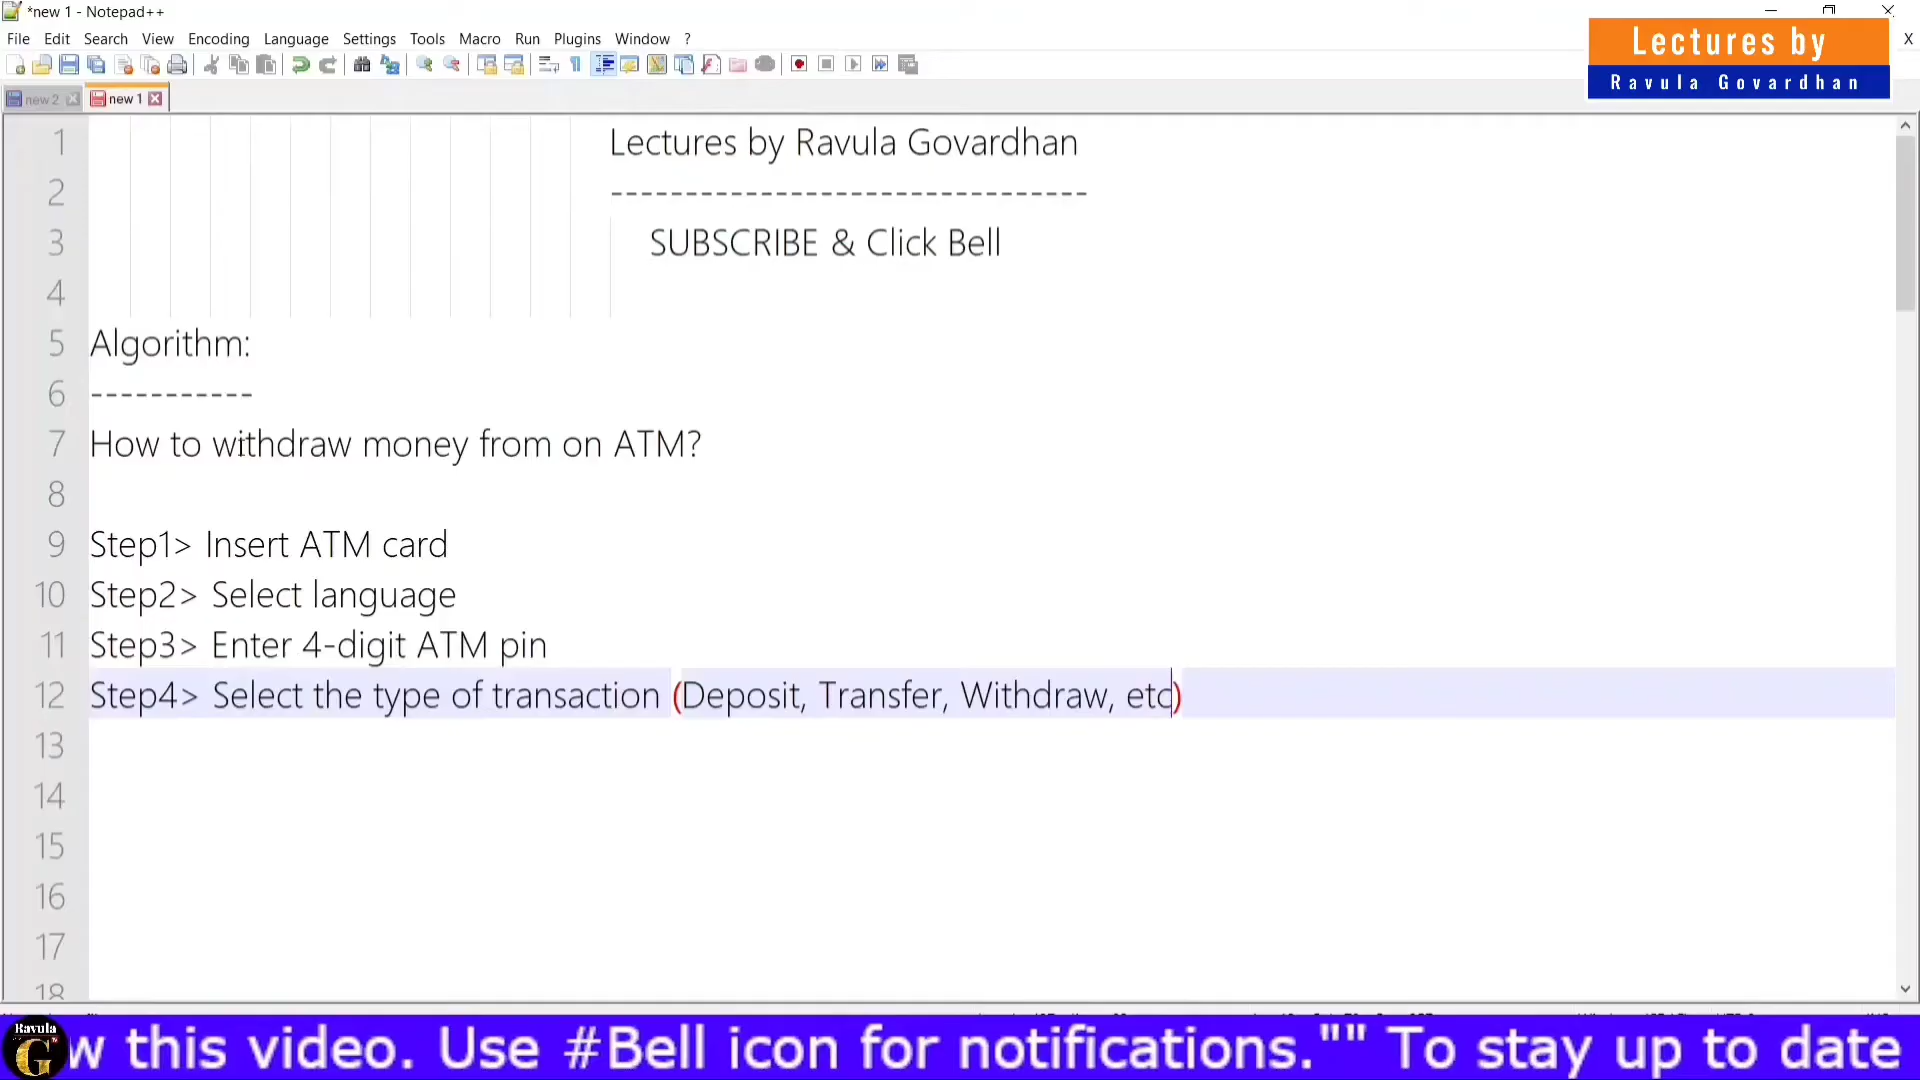 *new 1 - Notepad++
File Edit Search View Encoding Language Settings Tools Macro Run Plugins Window ? X
Lectures by
Ravula Govardhan
new 2 new 1
1 Lectures by Ravula Govardhan
2 --------------------------------
3 SUBSCRIBE & Click Bell
4
5 Algorithm:
6 -----------
7 How to withdraw money from on ATM?
8
9 Step1> Insert ATM card
10 Step2> Select language
11 Step3> Enter 4-digit ATM pin
12 Step4> Select the type of transaction (Deposit, Transfer, Withdraw, etc)
13
14
15
16
17
18
Ravula
G
w this video. Use #Bell icon for notifications."" To stay up to date